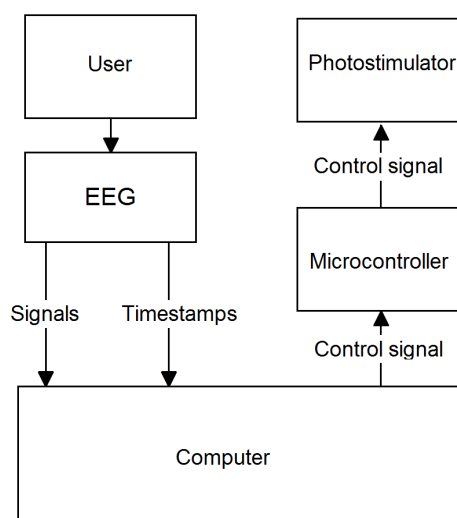 User
Photostimulator
Control signal
EEG
Microcontroller
Signals
Timestamps
Control signal
Computer